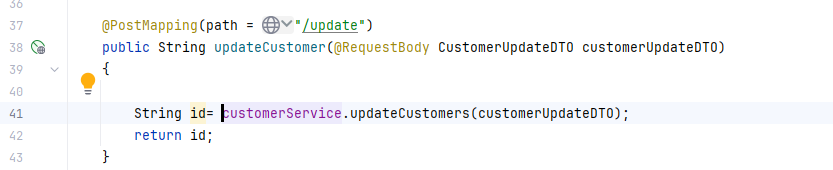 36
37 @PostMapping(path = "/update")
38 public String updateCustomer(@RequestBody CustomerUpdateDTO customerUpdateDTO)
39 {
40
41 String id= customerService.updateCustomers(customerUpdateDTO);
42 return id;
43 }